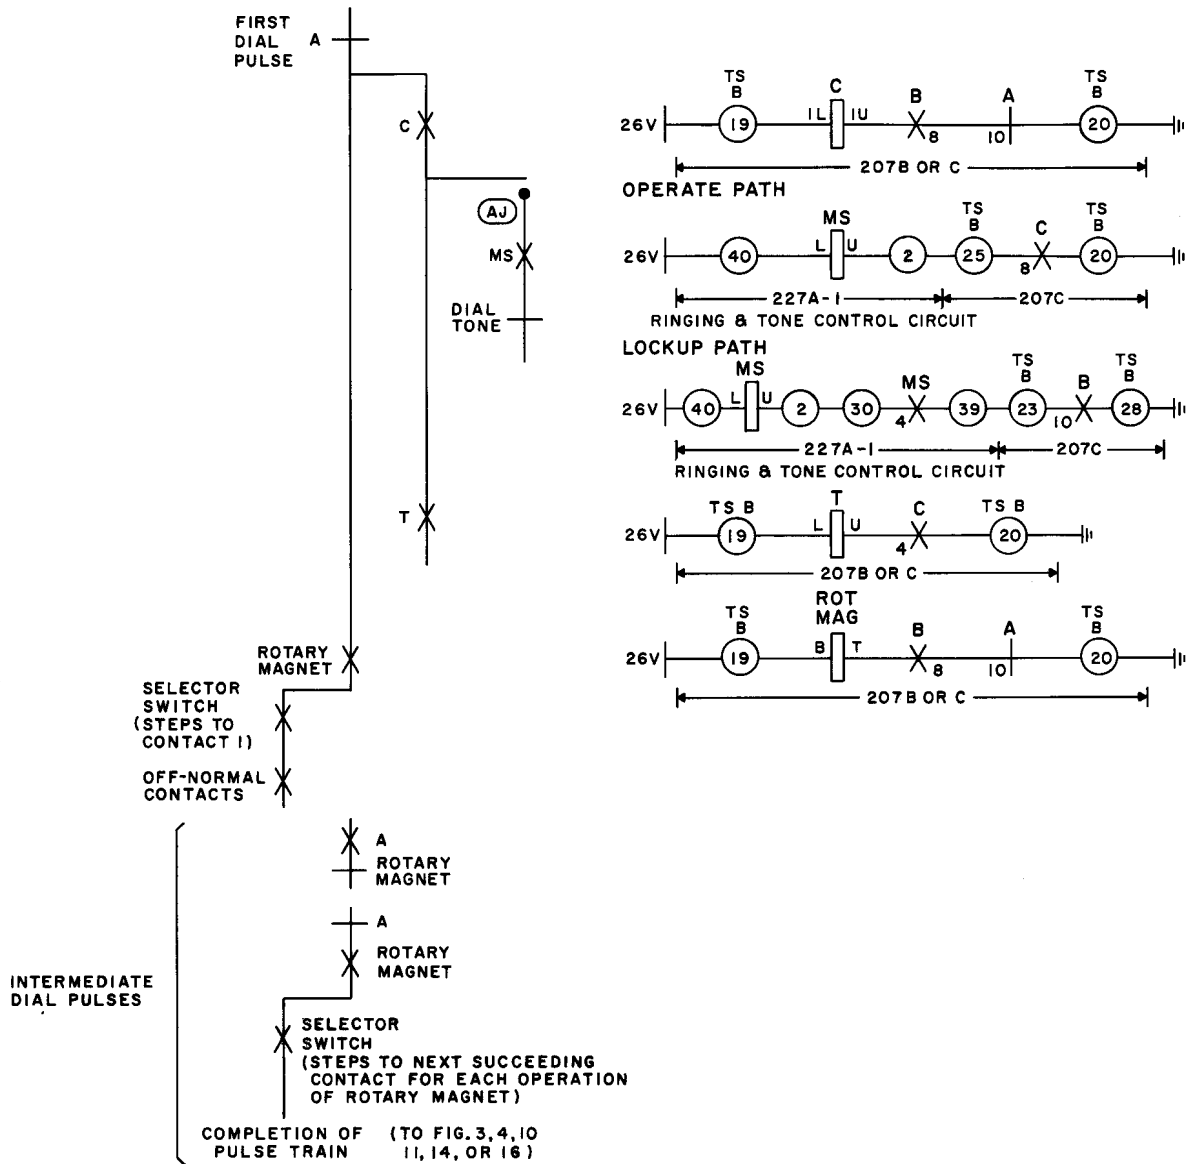 FIRST
DIAL
PULSE
A
C
AJ
MS
DIAL
TONE
T
ROTARY
MAGNET
SELECTOR
SWITCH
(STEPS TO
CONTACT 1)
OFF-NORMAL
CONTACTS
A
ROTARY
MAGNET
A
ROTARY
MAGNET
INTERMEDIATE
DIAL PULSES
SELECTOR
SWITCH
(STEPS TO NEXT SUCCEEDING
CONTACT FOR EACH OPERATION
OF ROTARY MAGNET)
COMPLETION OF (TO FIG. 3, 4, 10
PULSE TRAIN 11, 14, OR 16)
TS C B A TS
B B
26V 19 1L 1U 8 10 20
207B OR C
OPERATE PATH
MS TS C TS
B B
26V 40 L U 2 25 8 20
227A-1 207C
RINGING & TONE CONTROL CIRCUIT
LOCKUP PATH
MS MS TS B TS
B B
26V 40 L U 2 30 4 39 23 10 28
227A-1 207C
RINGING & TONE CONTROL CIRCUIT
TS B T C TS B
26V 19 L U 4 20
207B OR C
ROT
MAG
TS B A TS
B B
26V 19 B T 8 10 20
207B OR C